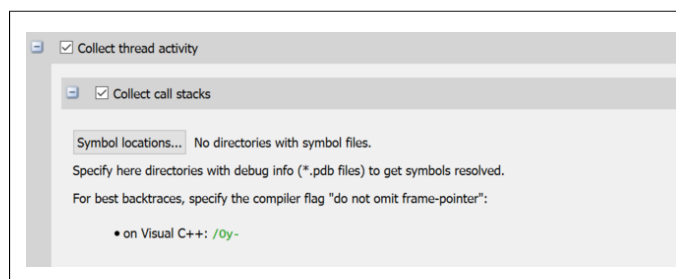 Collect thread activity
Collect call stacks
Symbol locations... No directories with symbol files.
Specify here directories with debug info (*.pdb files) to get symbols resolved.
For best backtraces, specify the compiler flag "do not omit frame-pointer":
• on Visual C++: /Oy-